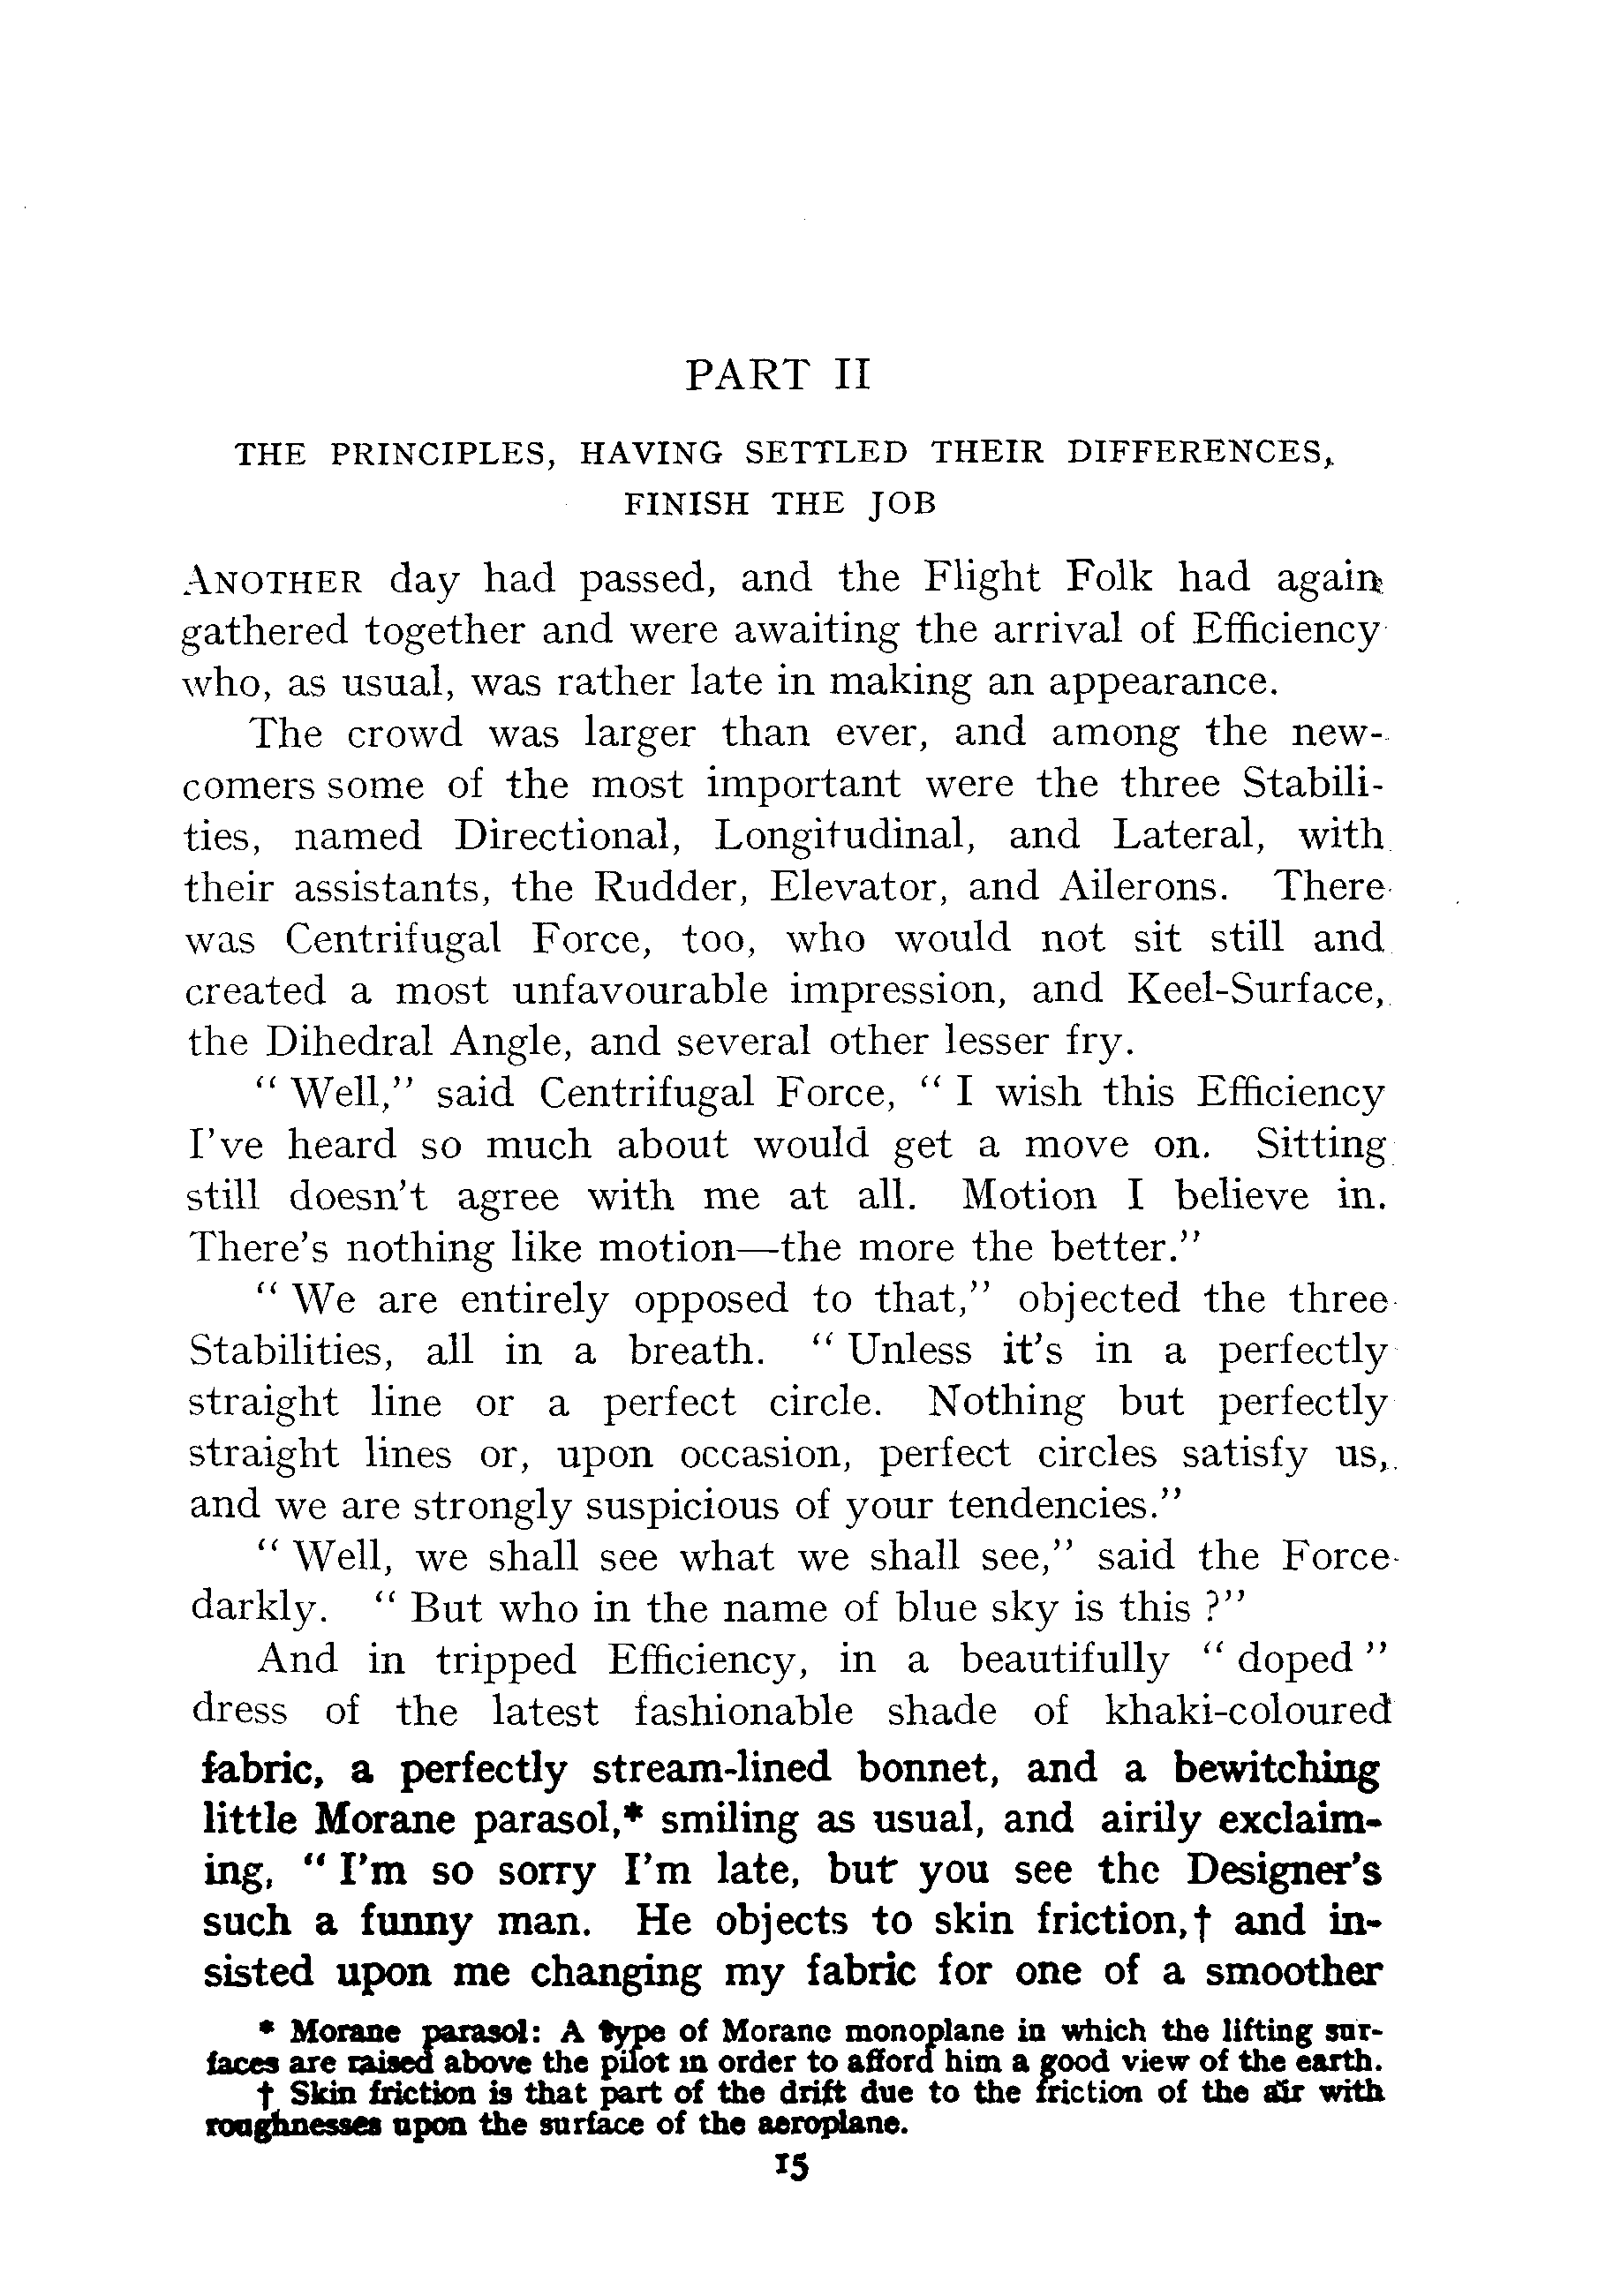 PART II
THE PRINCIPLES, HAVING SETTLED THEIR DIFFERENCES,
FINISH THE JOB
ANOTHER day had passed, and the Flight Folk had again
gathered together and were awaiting the arrival of Efficiency
who, as usual, was rather late in making an appearance.
The crowd was larger than ever, and among the new-
comers some of the most important were the three Stabili-
ties, named Directional, Longitudinal, and Lateral, with
their assistants, the Rudder, Elevator, and Ailerons. There
was Centrifugal Force, too, who would not sit still and
created a most unfavourable impression, and Keel-Surface,
the Dihedral Angle, and several other lesser fry.
“ Well,” said Centrifugal Force, “ I wish this Efficiency
I’ve heard so much about would get a move on. Sitting
still doesn’t agree with me at all. Motion I believe in.
There’s nothing like motion—the more the better.”
“ We are entirely opposed to that,” objected the three
Stabilities, all in a breath. “ Unless it’s in a perfectly
straight line or a perfect circle. Nothing but perfectly
straight lines or, upon occasion, perfect circles satisfy us,
and we are strongly suspicious of your tendencies.”
“ Well, we shall see what we shall see,” said the Force
darkly. “ But who in the name of blue sky is this ?”
And in tripped Efficiency, in a beautifully “ doped ”
dress of the latest fashionable shade of khaki-coloured
fabric, a perfectly stream-lined bonnet, and a bewitching
little Morane parasol,* smiling as usual, and airily exclaim-
ing, “ I’m so sorry I’m late, but you see the Designer’s
such a funny man. He objects to skin friction,† and in-
sisted upon me changing my fabric for one of a smoother
* Morane parasol: A type of Morane monoplane in which the lifting sur-
faces are raised above the pilot in order to afford him a good view of the earth.
† Skin friction is that part of the drift due to the friction of the air with
roughnesses upon the surface of the aeroplane.
15